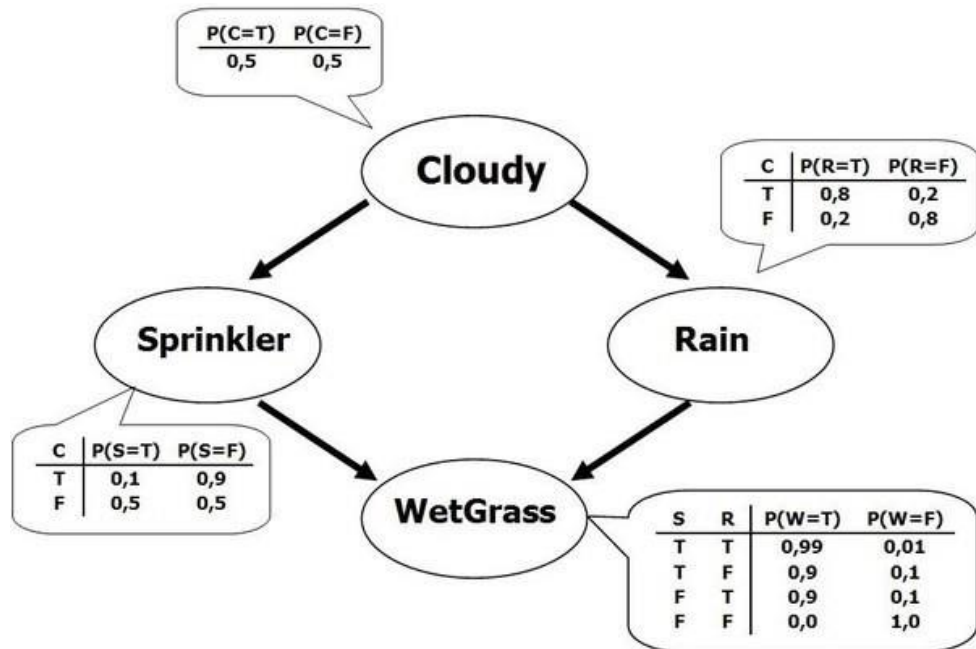 P(C=T) P(C=F)
0,5 0,5
Cloudy
C P(R=T) P(R=F)
T 0,8 0,2
F 0,2 0,8
Sprinkler
Rain
C P(S=T) P(S=F)
T 0,1 0,9
F 0,5 0,5
WetGrass
S R P(W=T) P(W=F)
T T 0,99 0,01
T F 0,9 0,1
F T 0,9 0,1
F F 0,0 1,0